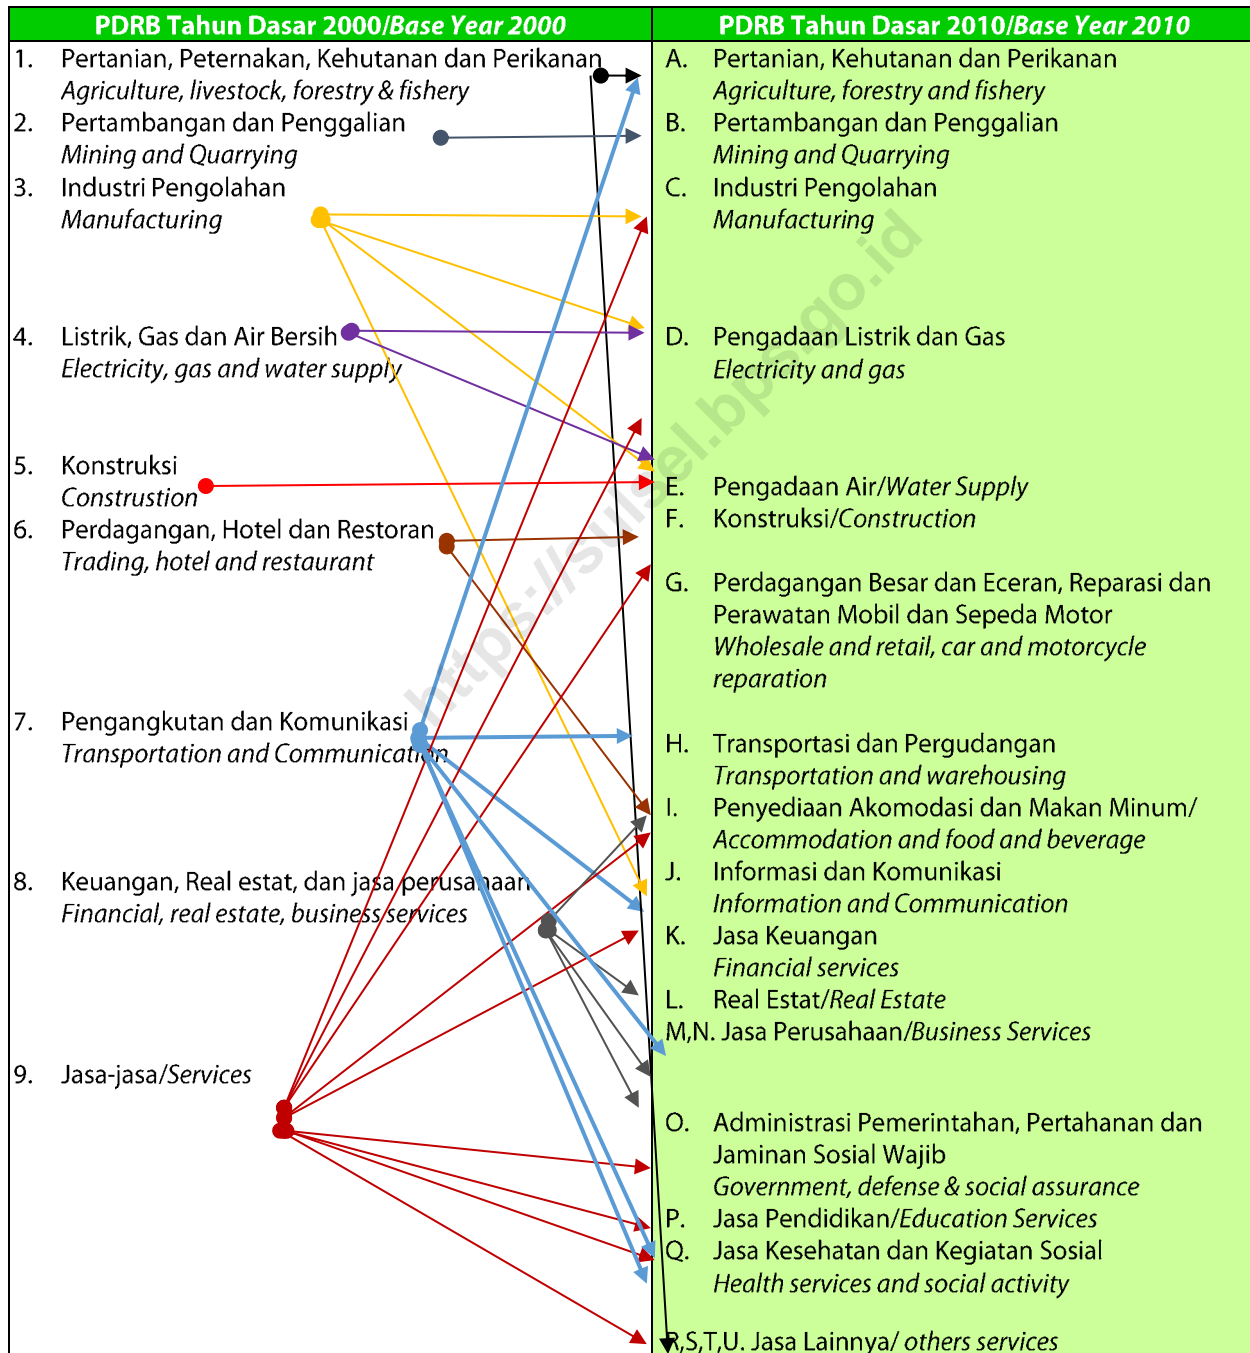 PDRB Tahun Dasar 2000/Base Year 2000
1. Pertanian, Peternakan, Kehutanan dan Perikanan
Agriculture, livestock, forestry & fishery
2. Pertambangan dan Penggalian
Mining and Quarrying
3. Industri Pengolahan
Manufacturing
4. Listrik, Gas dan Air Bersih
Electricity, gas and water supply
5. Konstruksi
Construstion
6. Perdagangan, Hotel dan Restoran
Trading, hotel and restaurant
7. Pengangkutan dan Komunikasi
Transportation and Communication
8. Keuangan, Real estat, dan jasa perusahaan
Financial, real estate, business services
9. Jasa-jasa/Services
PDRB Tahun Dasar 2010/Base Year 2010
A. Pertanian, Kehutanan dan Perikanan
Agriculture, forestry and fishery
B. Pertambangan dan Penggalian
Mining and Quarrying
C. Industri Pengolahan
Manufacturing
D. Pengadaan Listrik dan Gas
Electricity and gas
E. Pengadaan Air/Water Supply
F. Konstruksi/Construction
G. Perdagangan Besar dan Eceran, Reparasi dan
Perawatan Mobil dan Sepeda Motor
Wholesale and retail, car and motorcycle
reparation
H. Transportasi dan Pergudangan
Transportation and warehousing
I. Penyediaan Akomodasi dan Makan Minum/
Accommodation and food and beverage
J. Informasi dan Komunikasi
Information and Communication
K. Jasa Keuangan
Financial services
L. Real Estat/Real Estate
M,N. Jasa Perusahaan/Business Services
O. Administrasi Pemerintahan, Pertahanan dan
Jaminan Sosial Wajib
Government, defense & social assurance
P. Jasa Pendidikan/Education Services
Q. Jasa Kesehatan dan Kegiatan Sosial
Health services and social activity
R,S,T,U. Jasa Lainnya/ others services
https://sulsel.bps.go.id